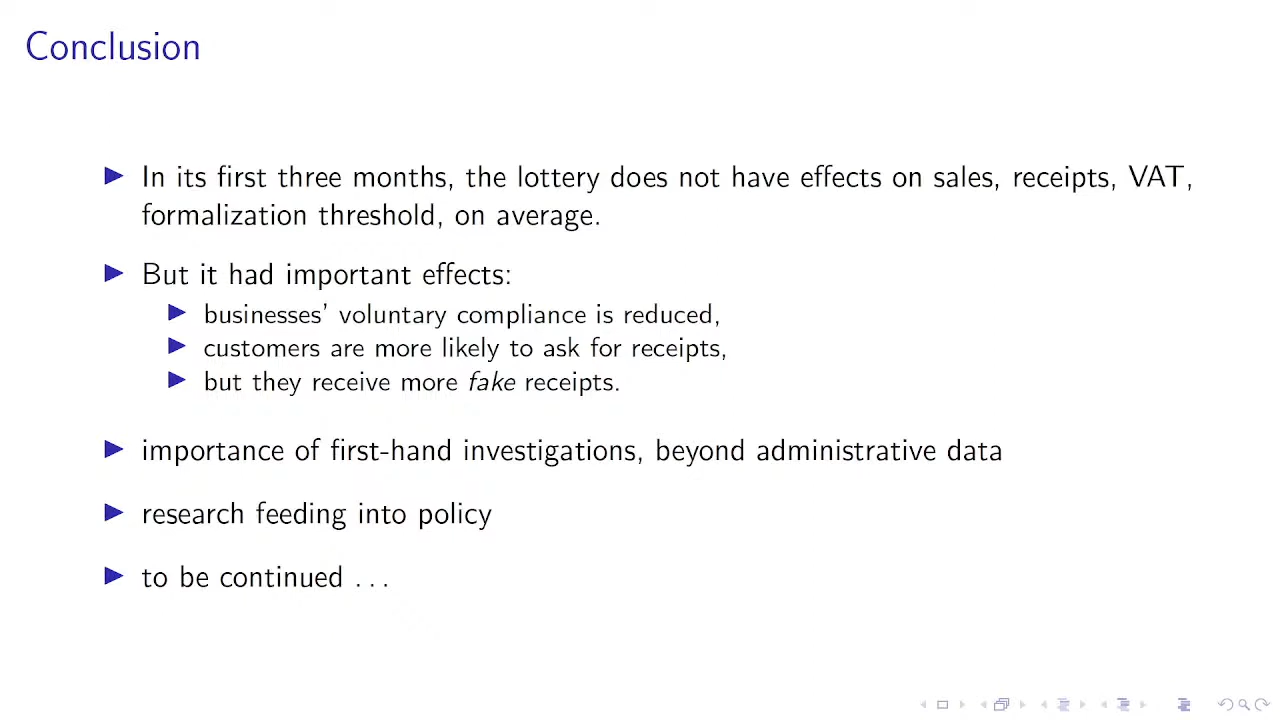 Conclusion
In its first three months, the lottery does not have effects on sales, receipts, VAT,
formalization threshold, on average.
But it had important effects:
businesses' voluntary compliance is reduced,
customers are more likely to ask for receipts,
but they receive more fake receipts.
importance of first-hand investigations, beyond administrative data
research feeding into policy
to be continued ...